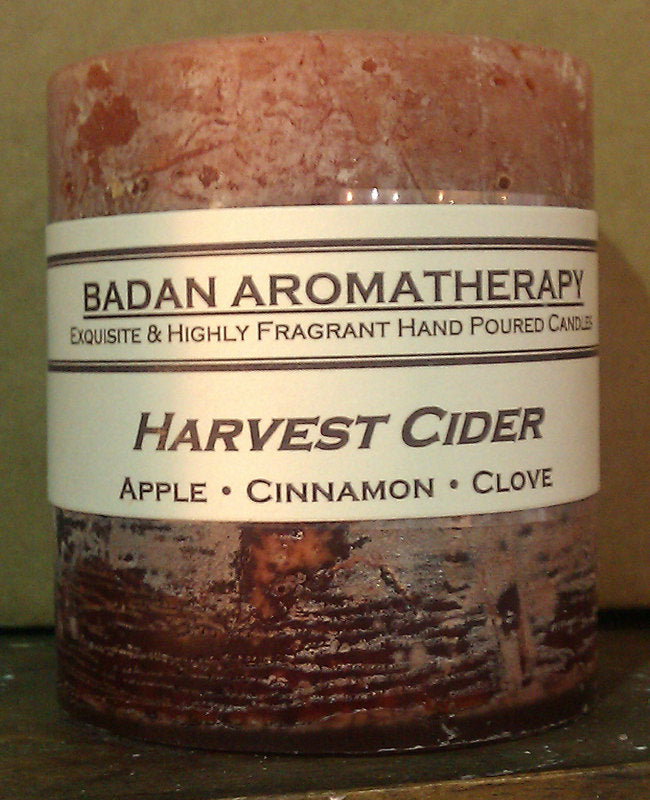 BADAN AROMATHERAPY
EXQUISITE & HIGHLY FRAGRANT HAND POURED CANDLES
HARVEST CIDER
APPLE • CINNAMON • CLOVE